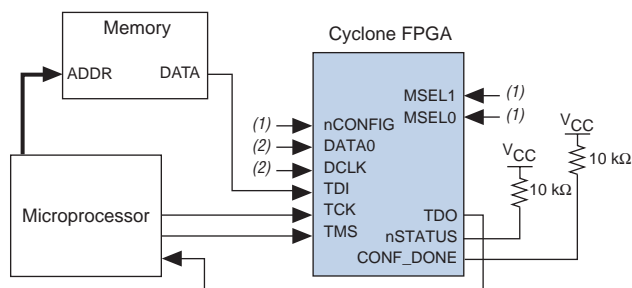 Memory
ADDR
DATA
Cyclone FPGA
MSEL1
(1)
MSEL0
(1)
(1)
nCONFIG
(2)
DATA0
(2)
DCLK
TDI
TCK
TMS
TDO
nSTATUS
CONF_DONE
Microprocessor
VCC
10 kΩ
VCC
10 kΩ